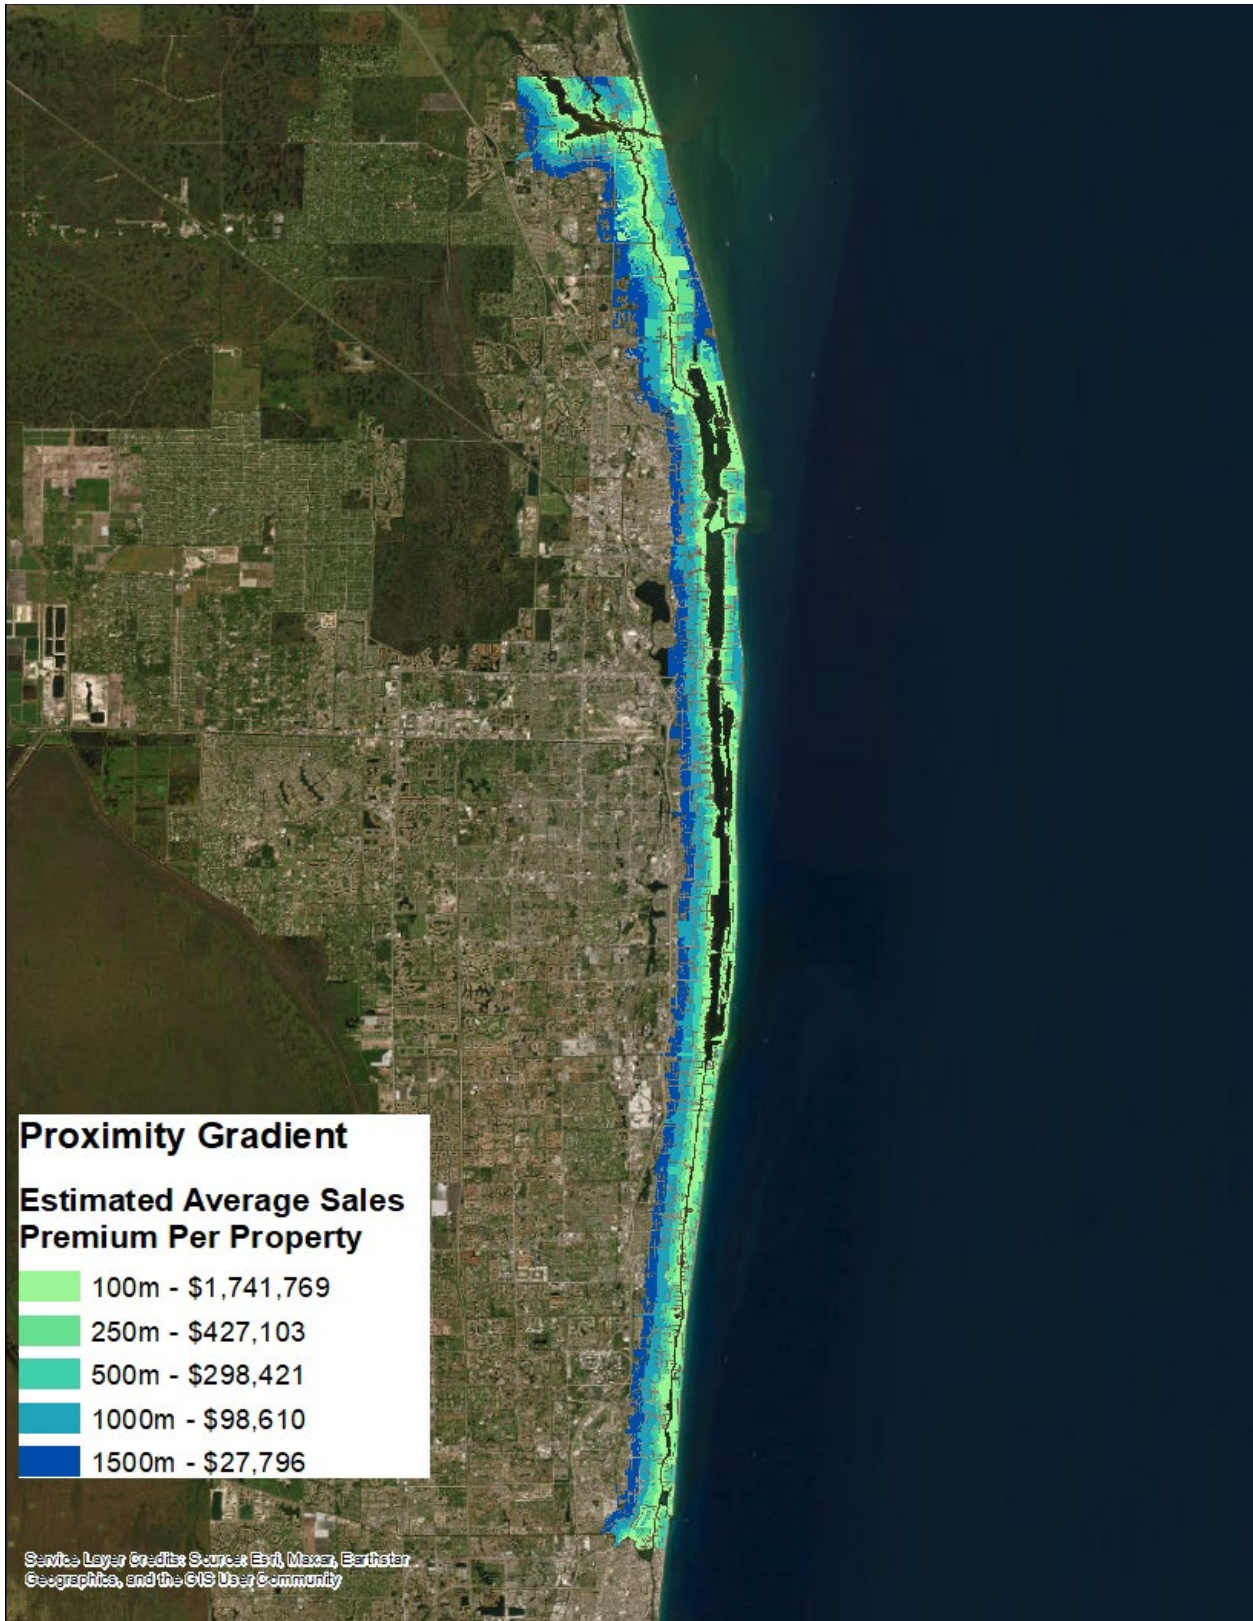 Proximity Gradient
Estimated Average Sales
Premium Per Property
100m - $1,741,769
250m - $427,103
500m - $298,421
1000m - $98,610
1500m - $27,796
Service Layer Credits: Source: Esri, Maxar, Earthstar
Geographics, and the GIS User Community